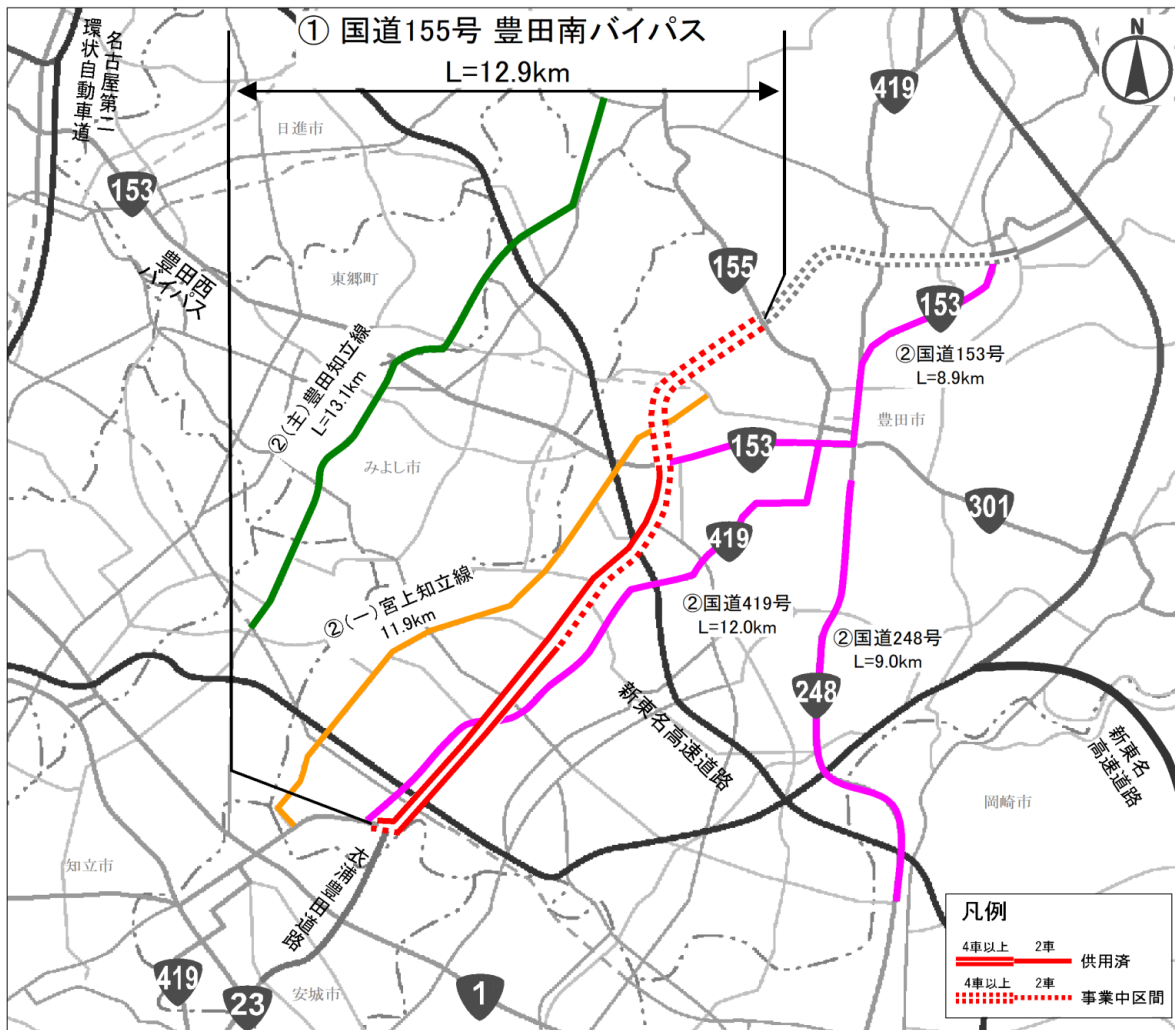 ① 国道155号 豊田南バイパス
L=12.9km
N
名古屋第二
環状自動車道
日進市
419
153
豊田西
バイパス
東郷町
155
153
②国道153号
L=8.9km
②(主)豊田知立線
L=13.1km
豊田市
みよし市
153
301
419
②(一)宮上知立線
11.9km
②国道419号
L=12.0km
②国道248号
L=9.0km
248
新東名高速道路
新東名
高速道路
岡崎市
知立市
衣浦豊田道路
419
23
安城市
1
凡例
4車以上 2車
供用済
4車以上 2車
事業中区間